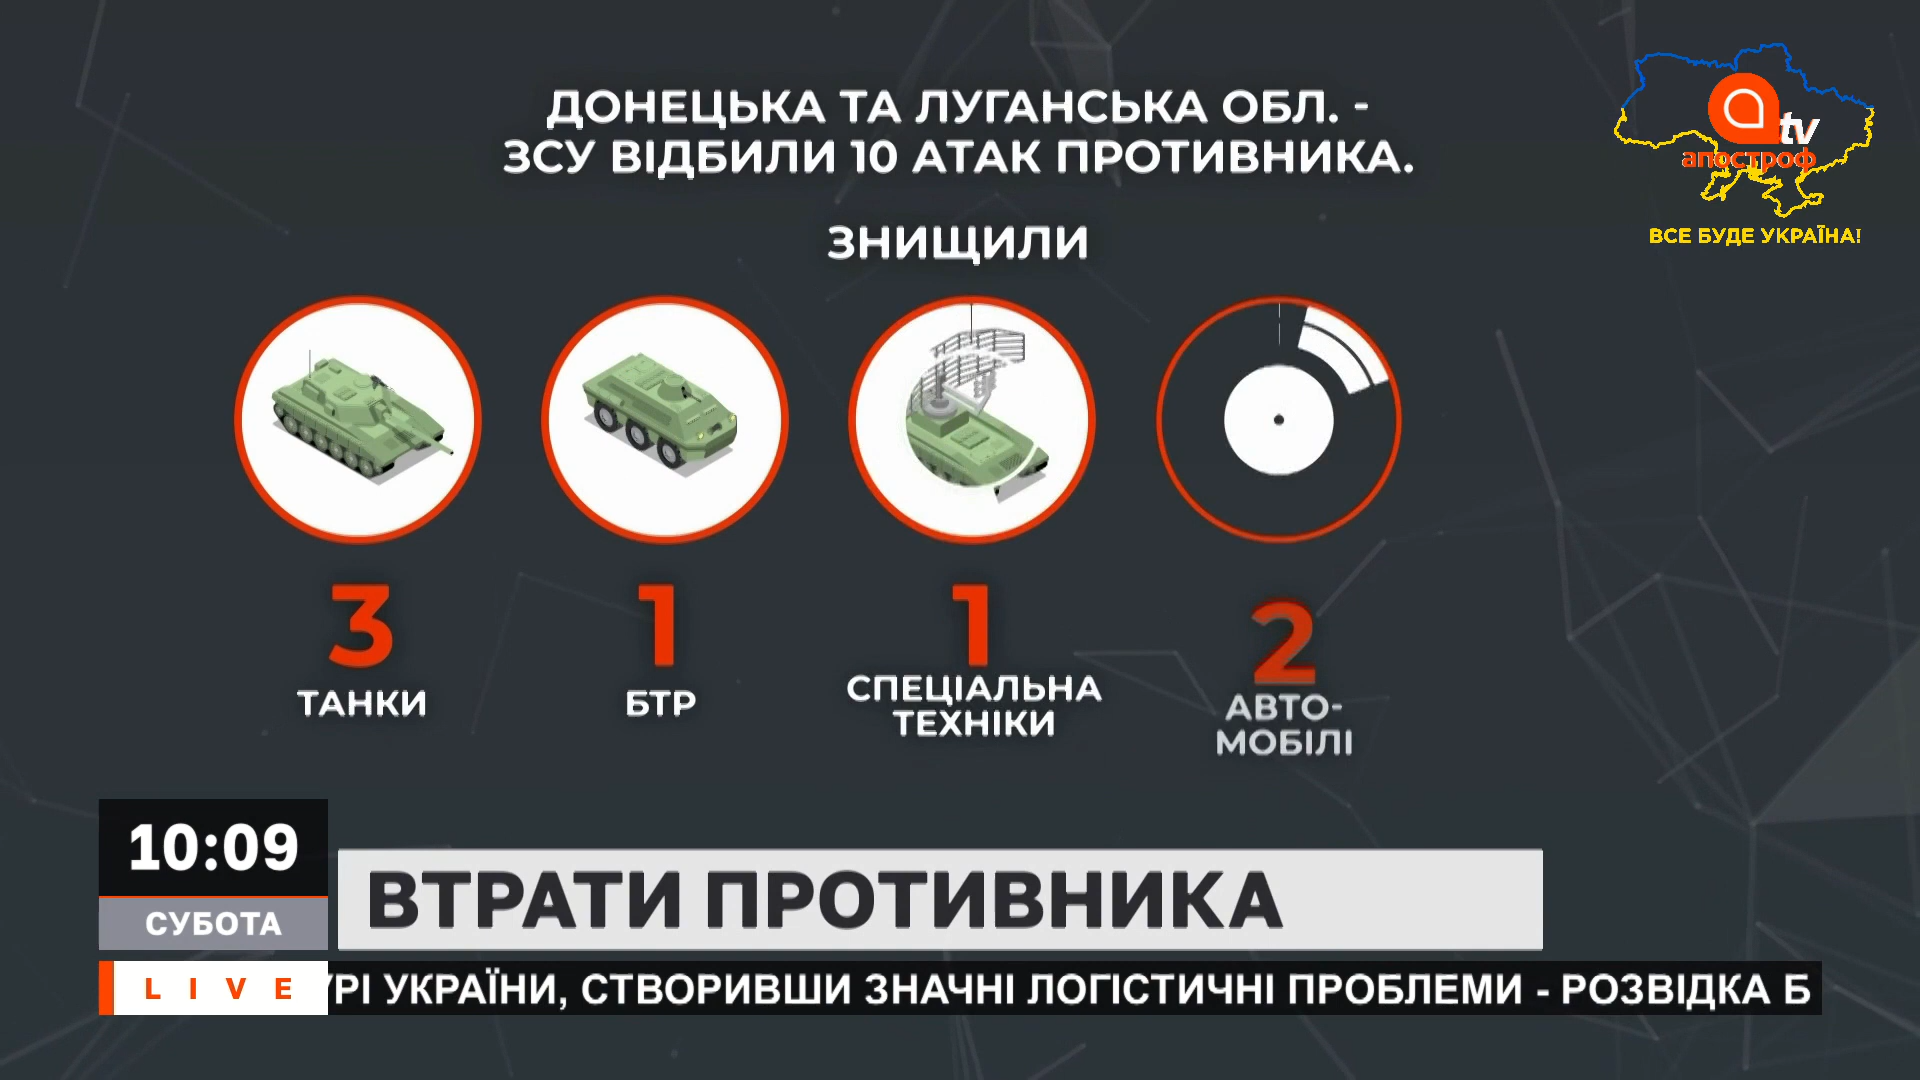 ДОНЕЦЬКА ТА ЛУГАНСЬКА ОБЛ. -
ЗСУ ВІДБИЛИ 10 АТАК ПРОТИВНИКА.
ЗНИЩИЛИ
tv
апостроф
ВСЕ БУДЕ УКРАЇНА!
3
ТАНКИ
1
БТР
1
СПЕЦІАЛЬНА
ТЕХНІКИ
2
АВТО-
МОБІЛІ
10:09
СУБОТА
ВТРАТИ ПРОТИВНИКА
LIVE
УРІ УКРАЇНИ, СТВОРИВШИ ЗНАЧНІ ЛОГІСТИЧНІ ПРОБЛЕМИ - РОЗВІДКА Б